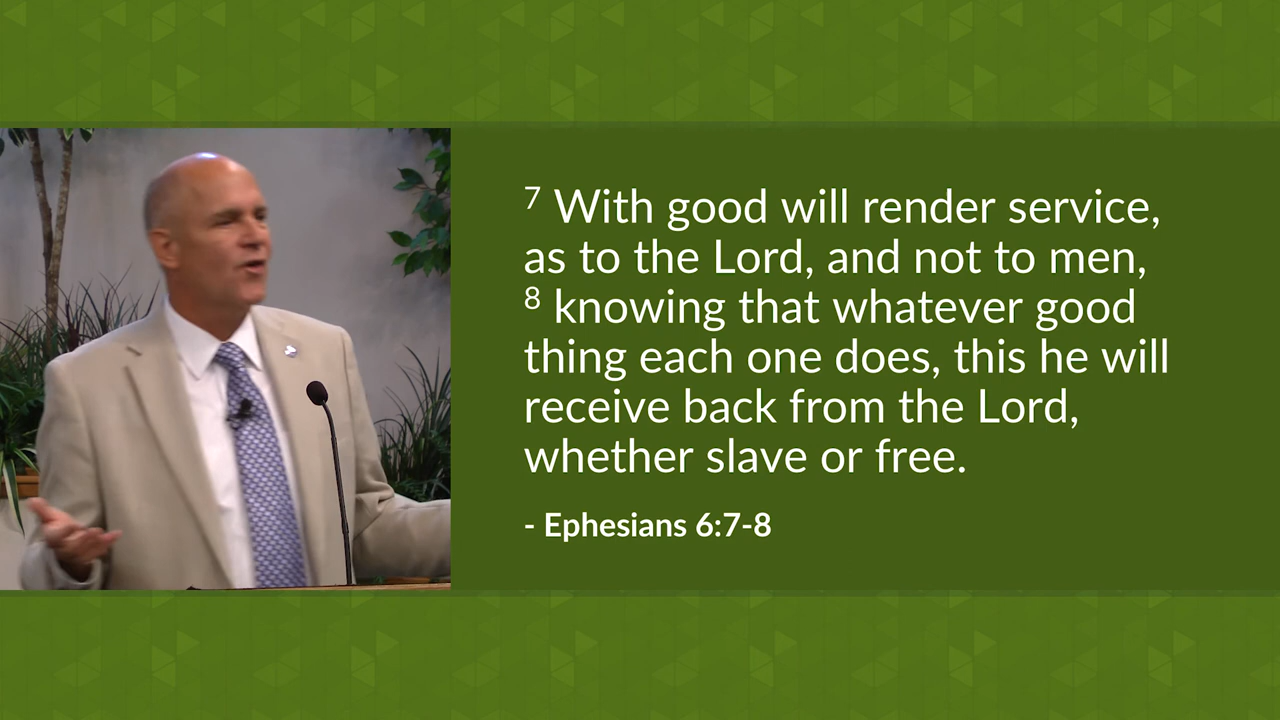 ⁷ With good will render service,
as to the Lord, and not to men,
⁸ knowing that whatever good
thing each one does, this he will
receive back from the Lord,
whether slave or free.
- Ephesians 6:7-8